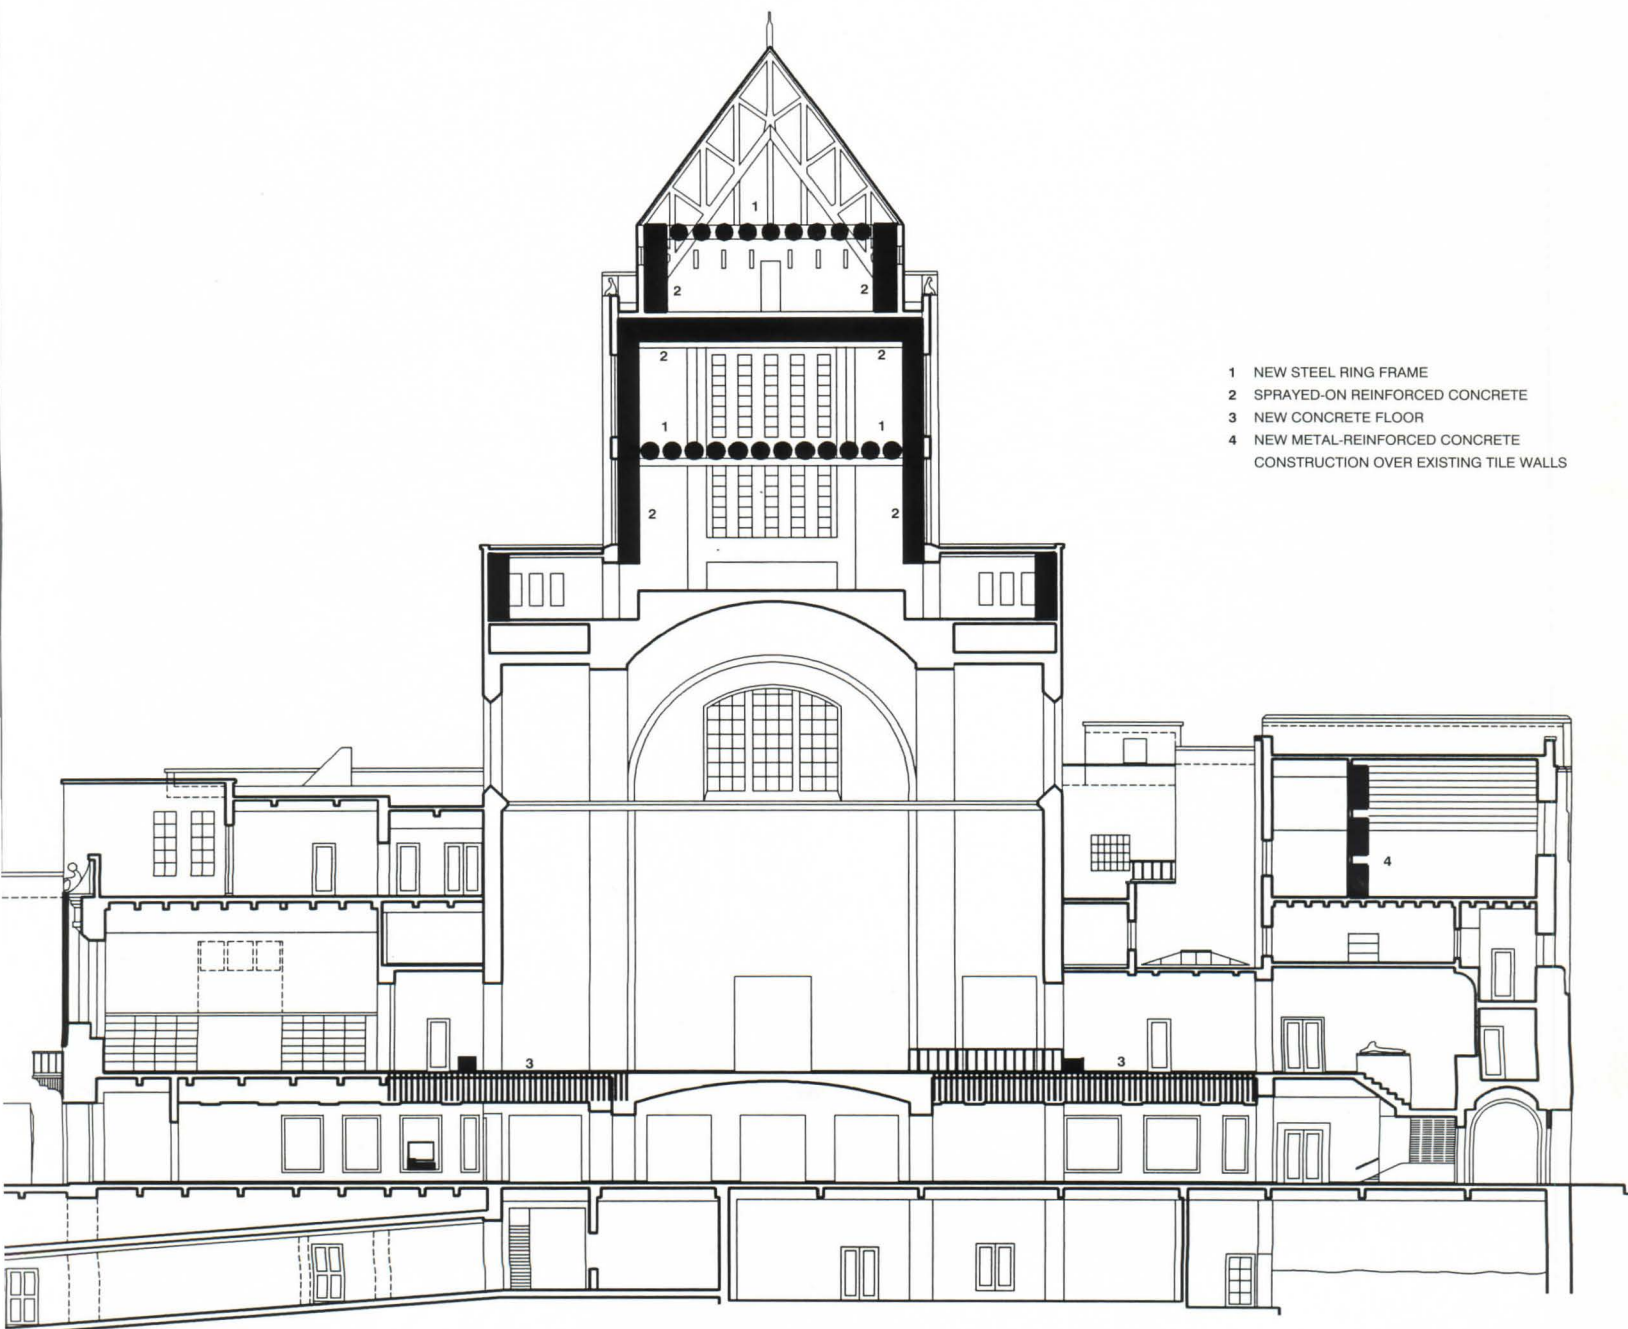 1
2 2
2 2
1 1
2 2
1 NEW STEEL RING FRAME
2 SPRAYED-ON REINFORCED CONCRETE
3 NEW CONCRETE FLOOR
4 NEW METAL-REINFORCED CONCRETE
CONSTRUCTION OVER EXISTING TILE WALLS
4
3 3